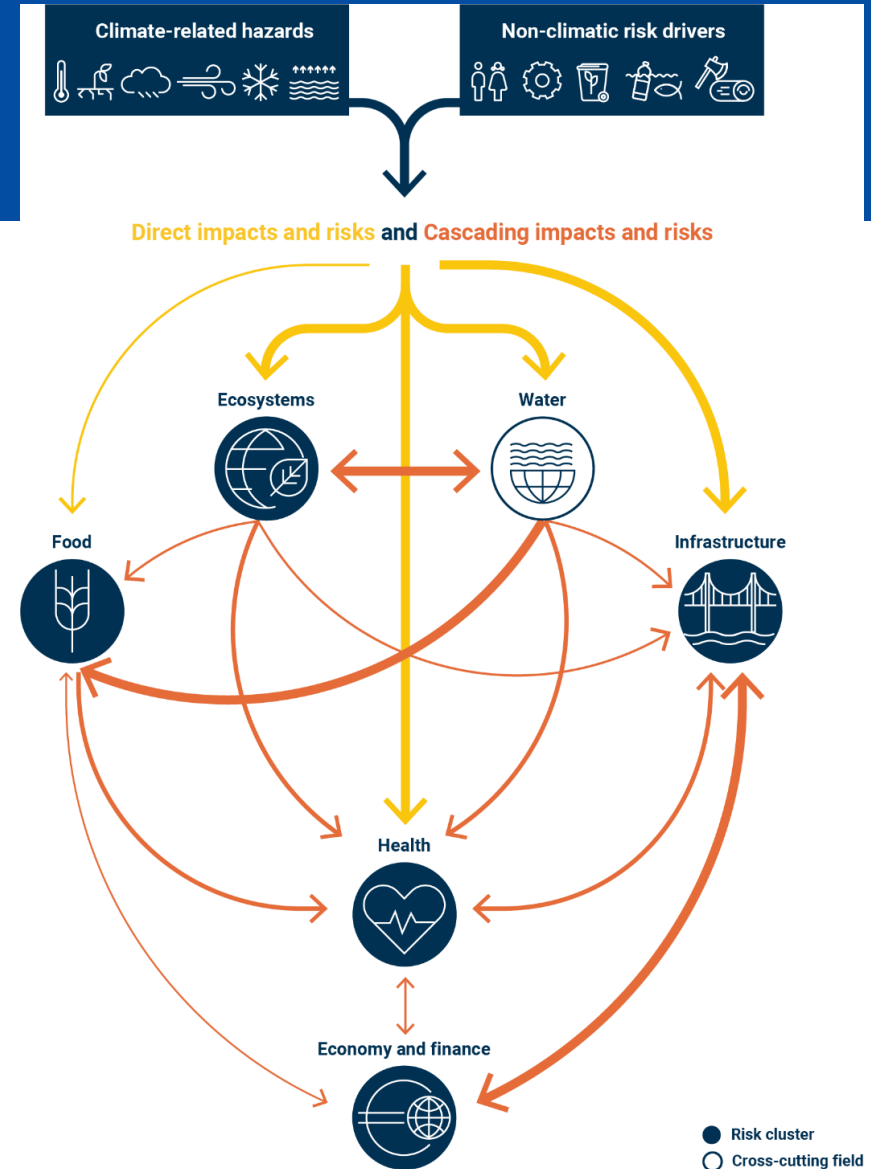 Climate-related hazards
Non-climatic risk drivers
Direct impacts and risks and Cascading impacts and risks
Ecosystems
Water
Food
Infrastructure
Health
Economy and finance
Risk cluster
Cross-cutting field